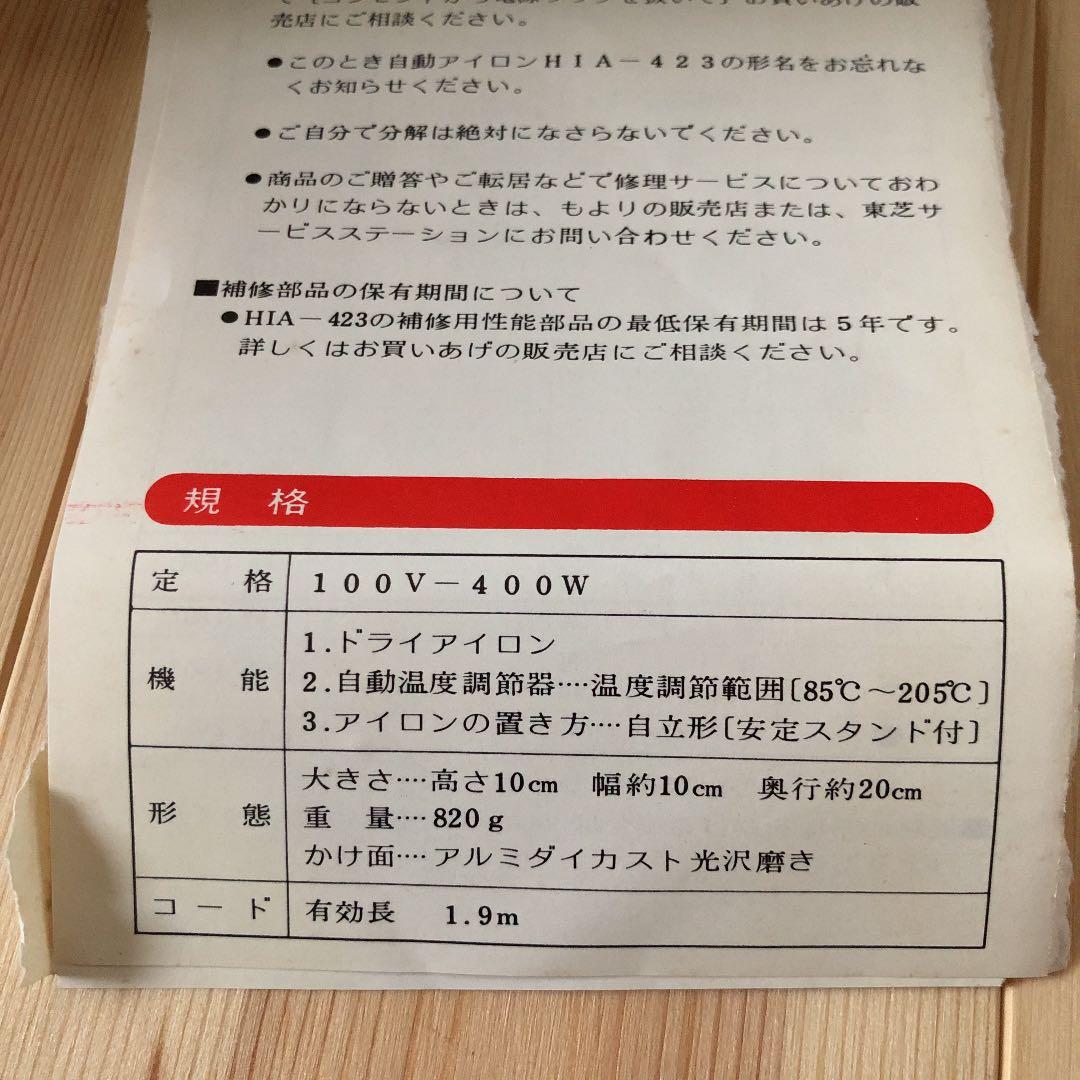 売店にご相談ください。
●このとき自動アイロンHIA－423の形名をお忘れな
くお知らせください。
●ご自分で分解は絶対になさらないでください。
●商品のご贈答やご転居などで修理サービスについておわ
かりにならないときは、もよりの販売店または、東芝サ
ービスステーションにお問い合わせください。
■補修部品の保有期間について
●HIA－423の補修用性能部品の最低保有期間は5年です。
詳しくはお買いあげの販売店にご相談ください。
規　格
定　格　100V－400W
機　能　1.ドライアイロン
2.自動温度調節器‥‥温度調節範囲〔85℃～205℃〕
3.アイロンの置き方‥‥自立形〔安定スタンド付〕
形　態　大きさ‥‥高さ10cm　幅約10cm　奥行約20cm
重　量‥‥820g
かけ面‥‥アルミダイカスト光沢磨き
コード　有効長　1.9m